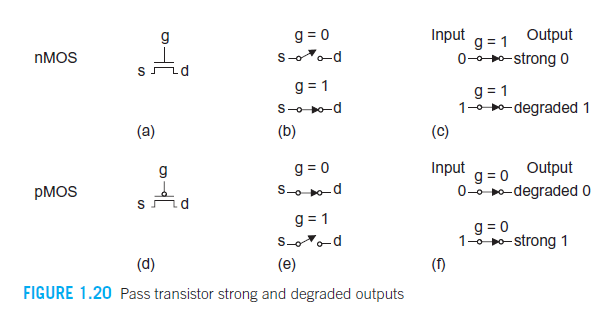 nMOS
g
s d
(a)
g = 0
s d
g = 1
s d
(b)
Input g = 1 Output
0 strong 0
g = 1
1 degraded 1
(c)
pMOS
g
s d
(d)
g = 0
s d
g = 1
s d
(e)
Input g = 0 Output
0 degraded 0
g = 0
1 strong 1
(f)
FIGURE 1.20 Pass transistor strong and degraded outputs